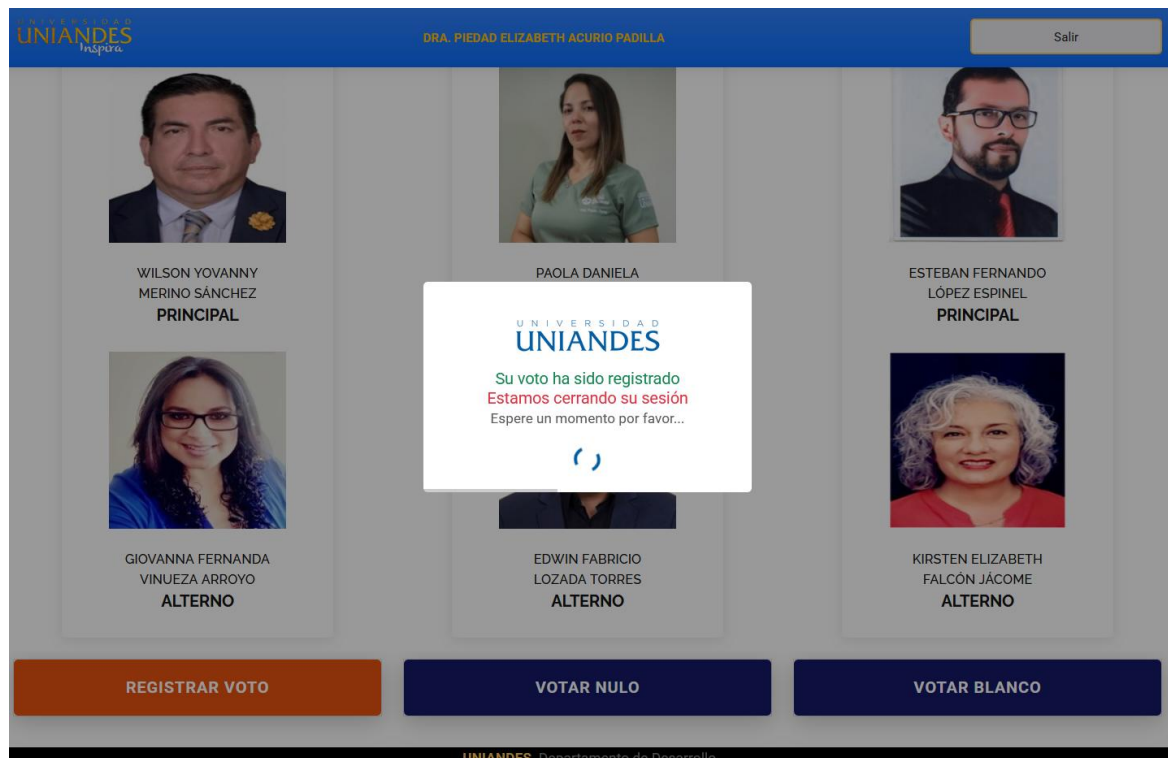 UNIVERSIDAD
UNIANDES
Inspira
DRA. PIEDAD ELIZABETH ACURIO PADILLA
Salir
WILSON YOVANNY
MERINO SÁNCHEZ
PRINCIPAL
PAOLA DANIELA
ESTEBAN FERNANDO
LÓPEZ ESPINEL
PRINCIPAL
UNIVERSIDAD
UNIANDES
Su voto ha sido registrado
Estamos cerrando su sesión
Espere un momento por favor...
GIOVANNA FERNANDA
VINUEZA ARROYO
ALTERNO
EDWIN FABRICIO
LOZADA TORRES
ALTERNO
KIRSTEN ELIZABETH
FALCÓN JÁCOME
ALTERNO
REGISTRAR VOTO
VOTAR NULO
VOTAR BLANCO
UNIANDES Departamento de Desarrollo